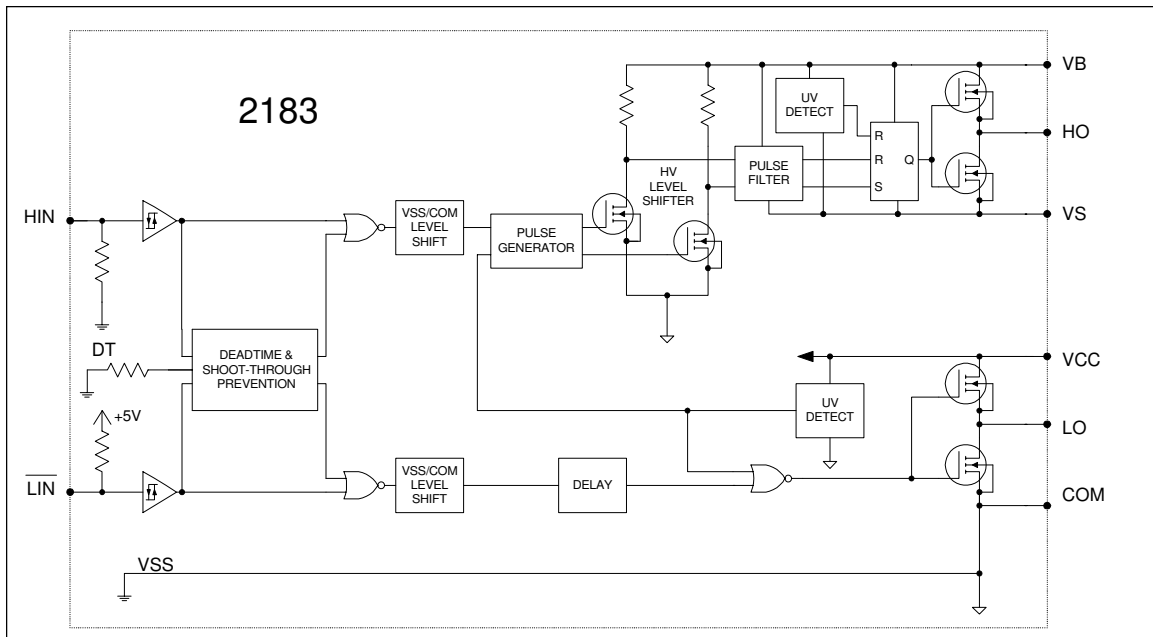 2183
VB
UV
DETECT
R
R
Q
S
HO
PULSE
FILTER
HV
LEVEL
SHIFTER
VS
HIN
VSS/COM
LEVEL
SHIFT
PULSE
GENERATOR
DT
DEADTIME &
SHOOT-THROUGH
PREVENTION
VCC
UV
DETECT
+5V
LO
LIN
VSS/COM
LEVEL
SHIFT
DELAY
COM
VSS